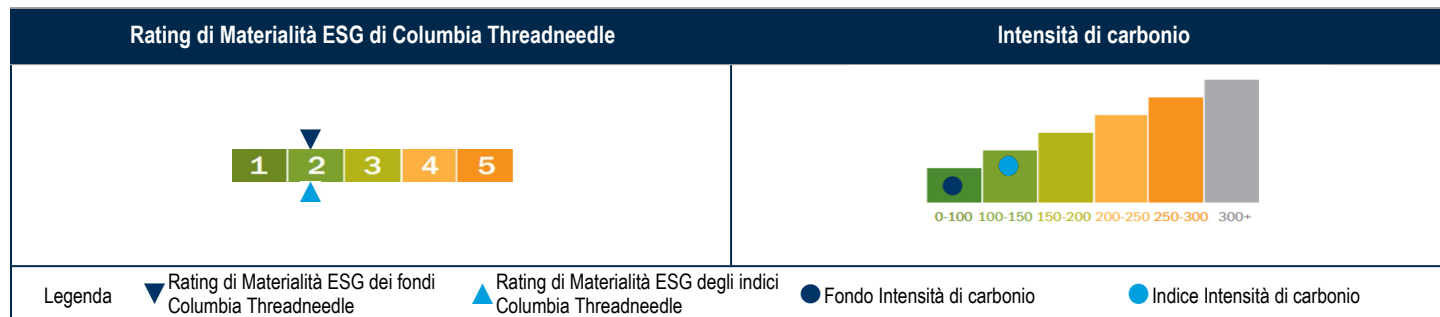 Rating di Materialità ESG di Columbia Threadneedle
Intensità di carbonio
1 2 3 4 5
0-100 100-150 150-200 200-250 250-300 300+
Legenda
Rating di Materialità ESG dei fondi
Columbia Threadneedle
Rating di Materialità ESG degli indici
Columbia Threadneedle
Fondo Intensità di carbonio
Indice Intensità di carbonio